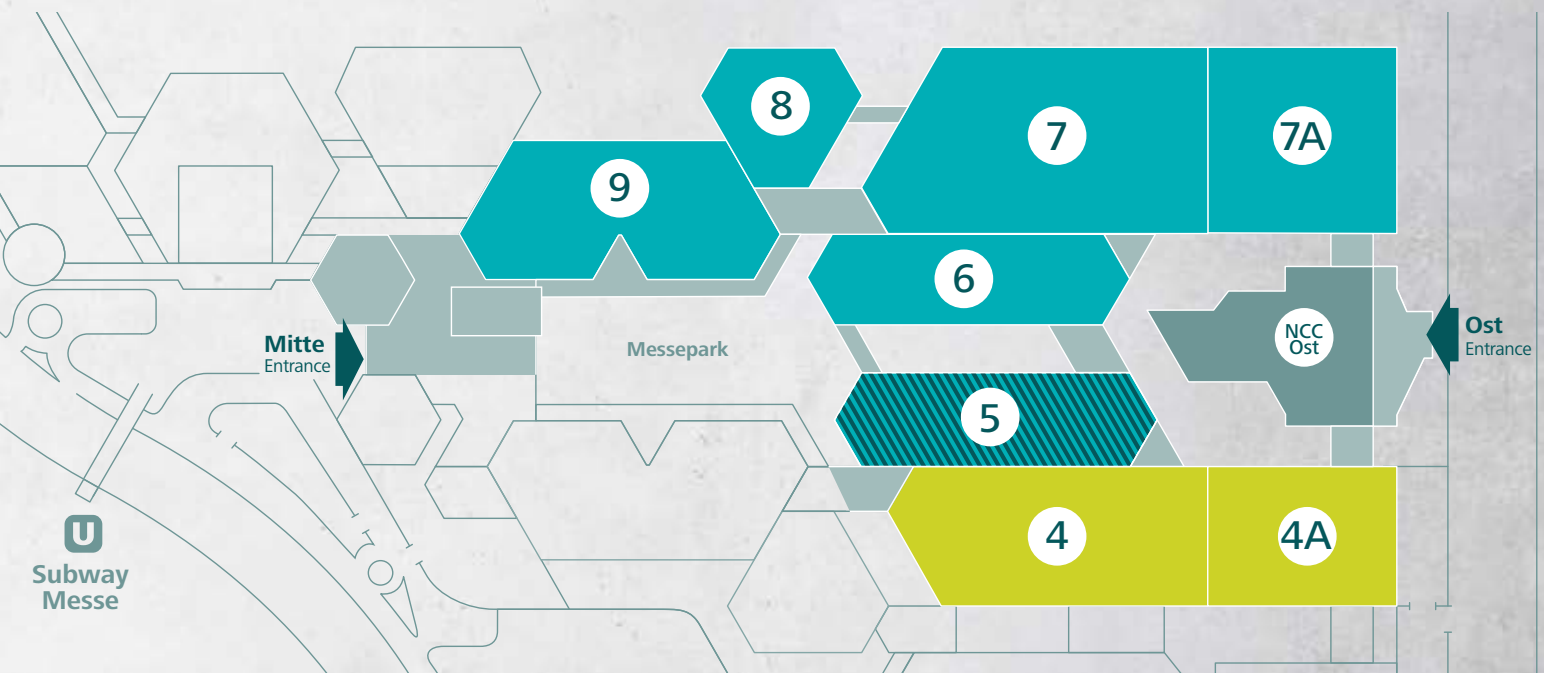 8
7
7A
9
6
NCC
Ost
Ost
Entrance
Mitte
Entrance
Messepark
5
4
4A
U
Subway
Messe